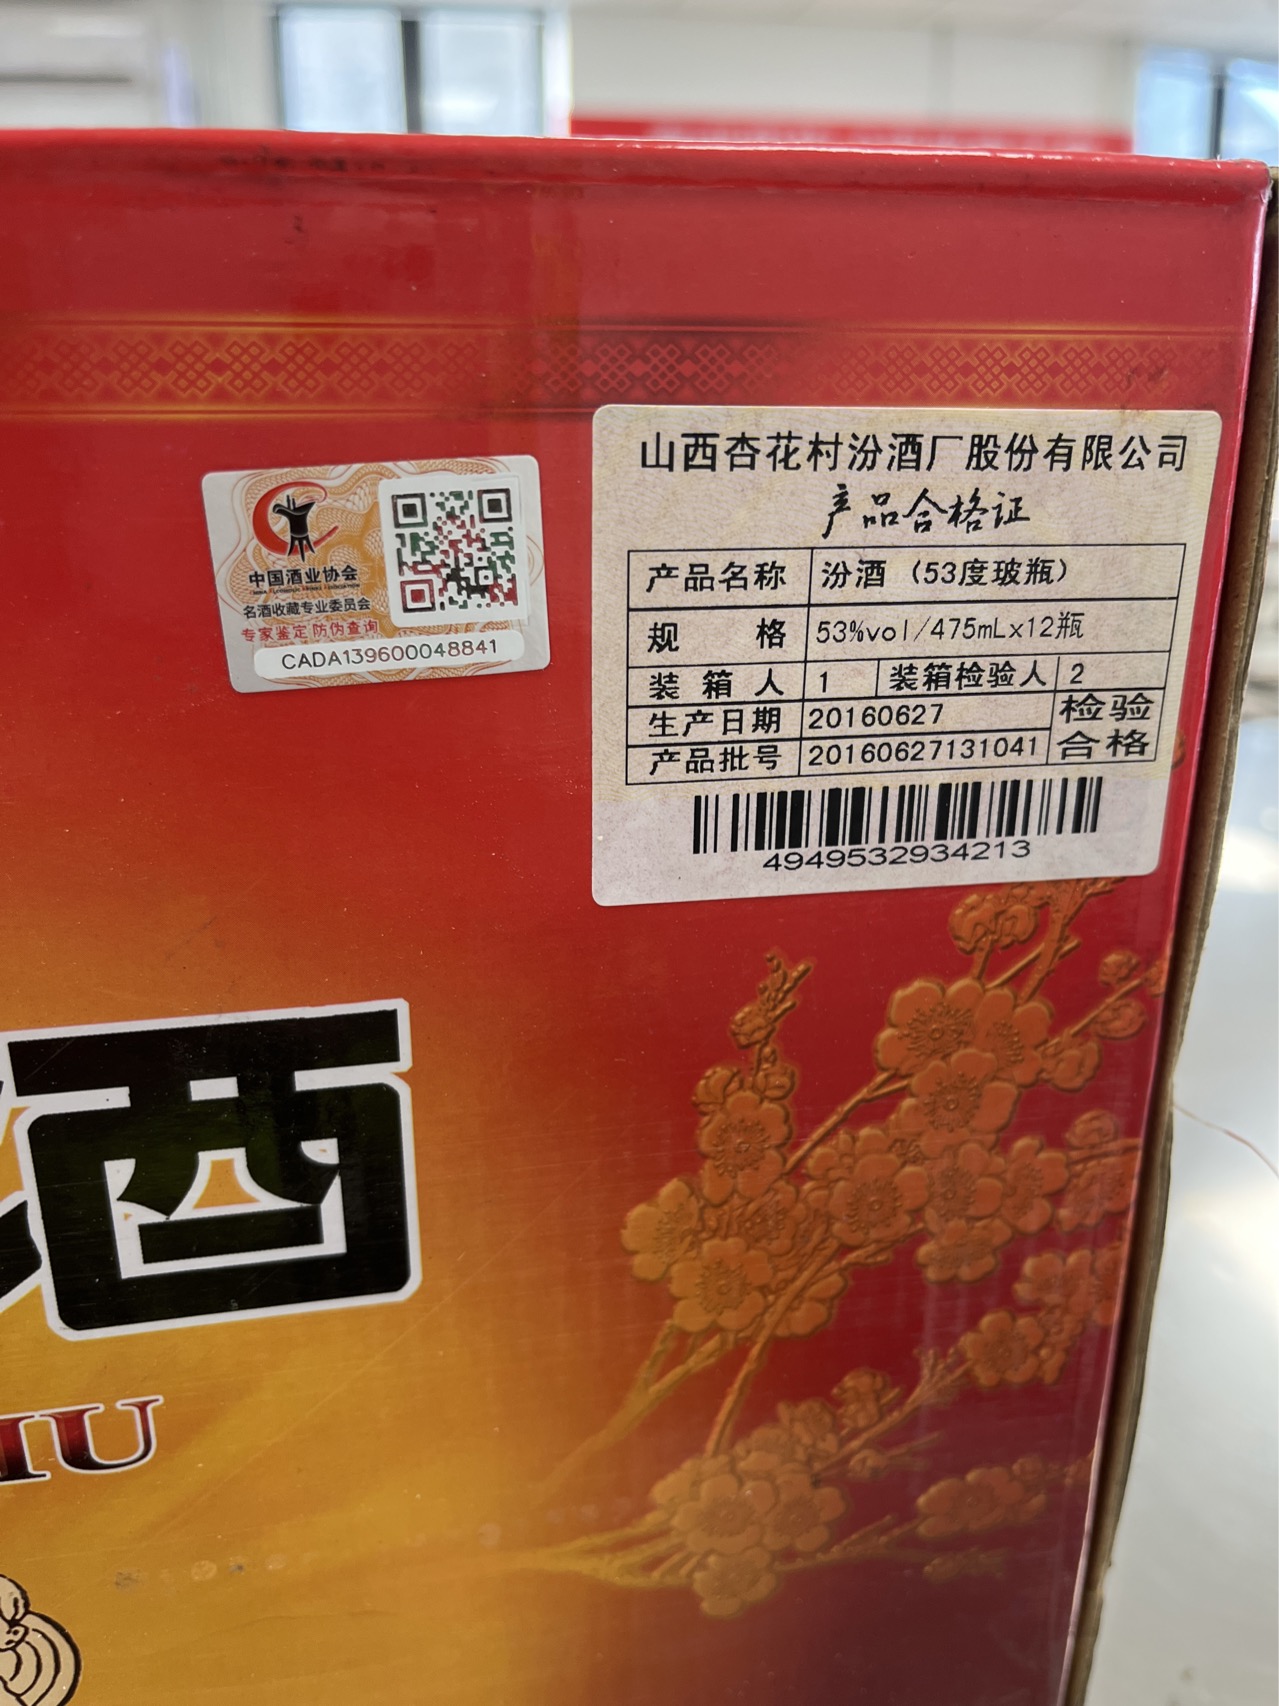 山西杏花村汾酒厂股份有限公司
产品合格证
产品名称 汾酒（53度玻瓶）
规 格 53%vol/475mLx12瓶
装箱人 1 装箱检验人 2
生产日期 20160627
检验合格
产品批号 20160627131041
4949532934213
中国酒业协会
名酒收藏专业委员会
专家鉴定 防伪查询
CADA139600048841
IU